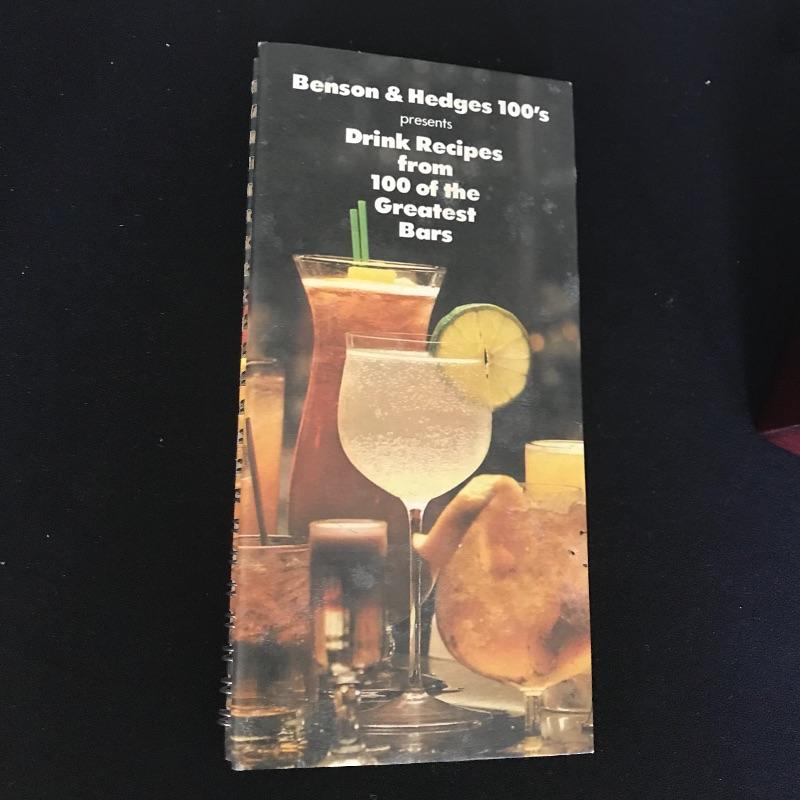 Benson & Hedges 100's
presents
Drink Recipes
from
100 of the
Greatest
Bars